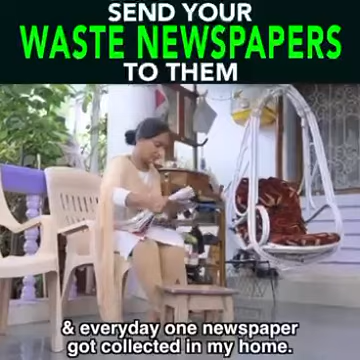 SEND YOUR
WASTE NEWSPAPERS
TO THEM
& everyday one newspaper
got collected in my home.